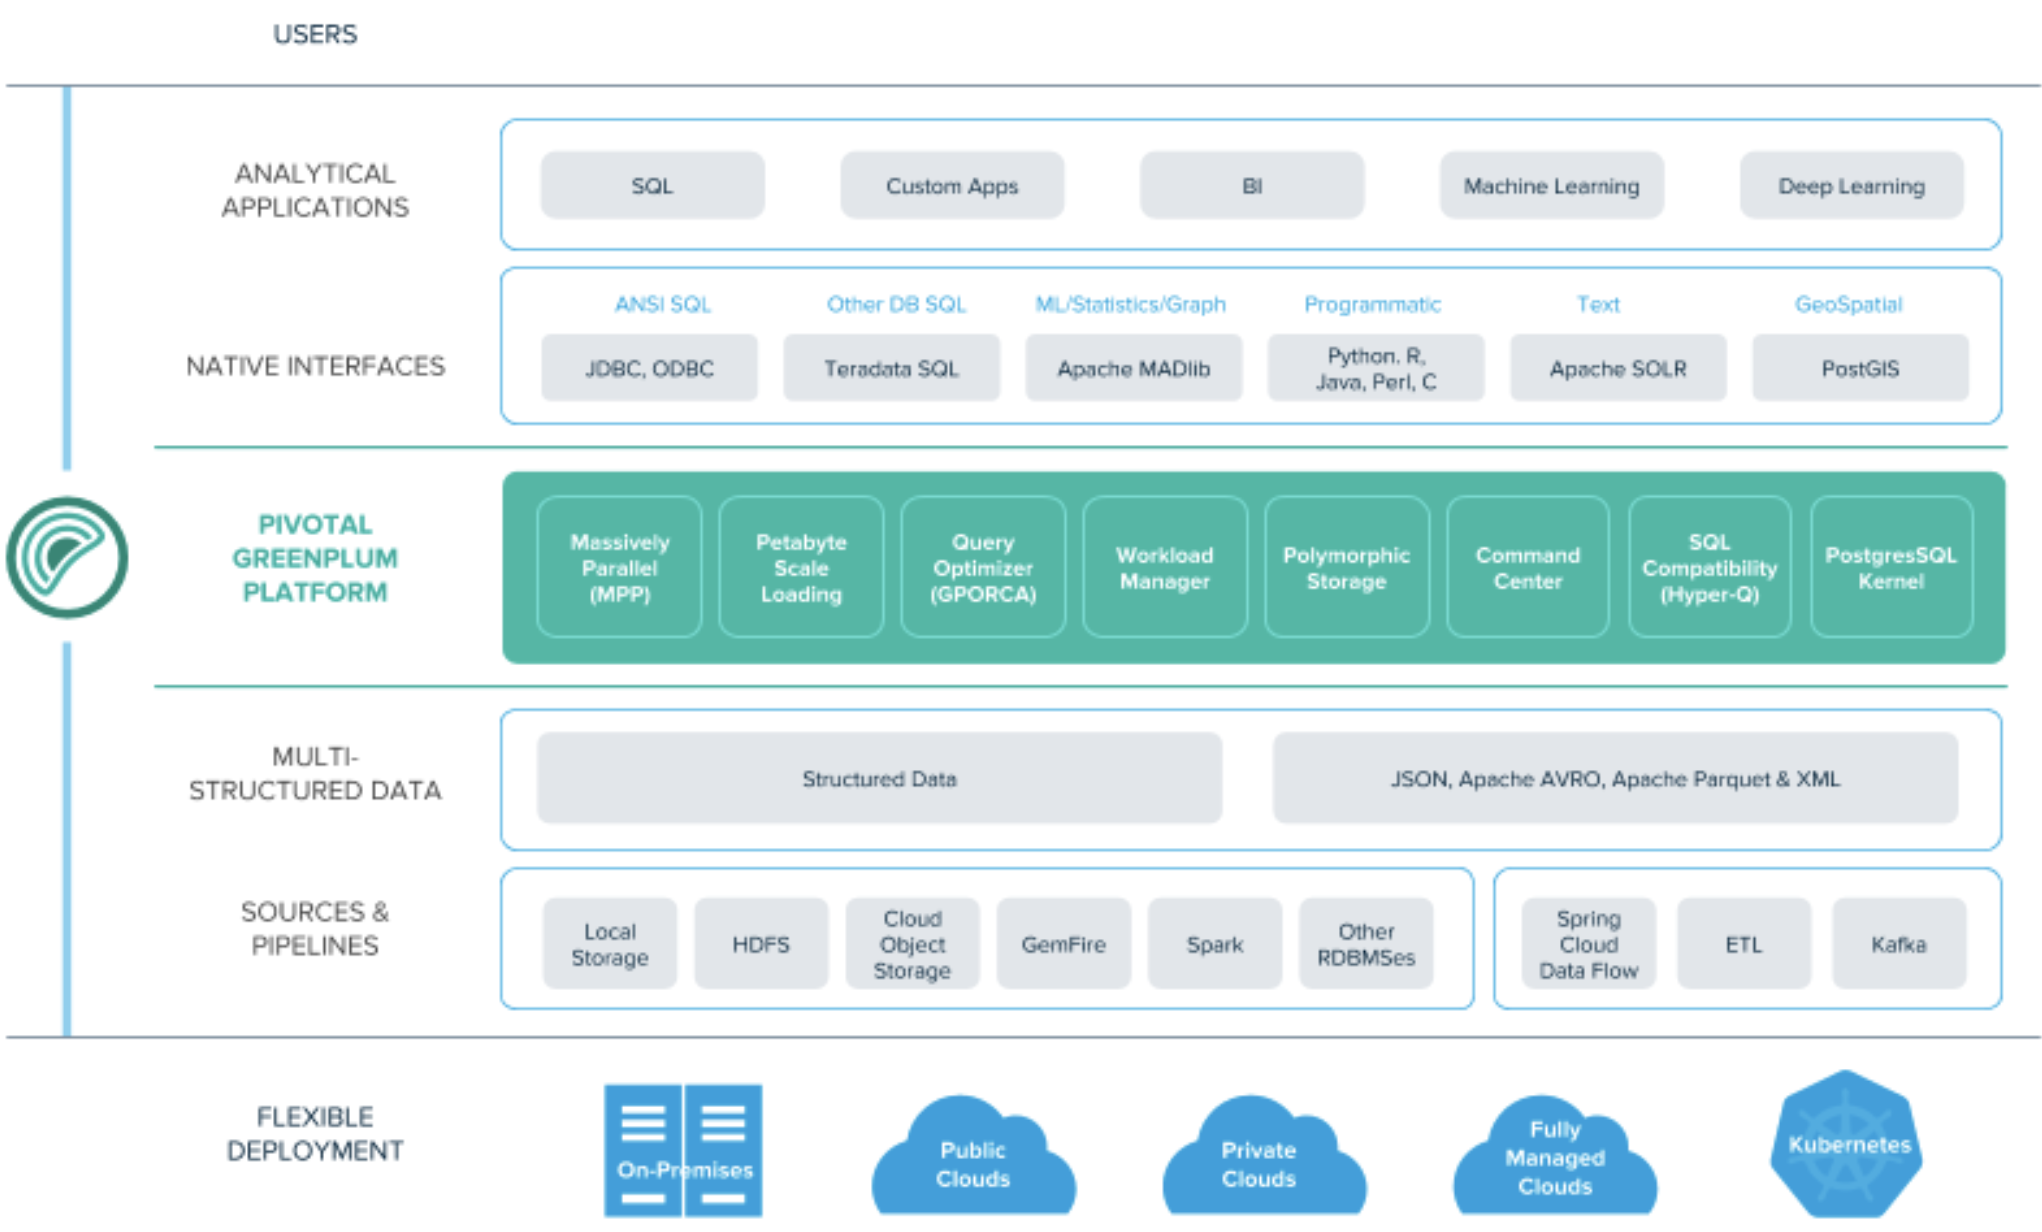 USERS
ANALYTICAL
APPLICATIONS
SQL
Custom Apps
BI
Machine Learning
Deep Learning
NATIVE INTERFACES
ANSI SQL
JDBC, ODBC
Other DB SQL
Teradata SQL
ML/Statistics/Graph
Apache MADlib
Programmatic
Python. R,
Java, Perl, C
Text
Apache SOLR
GeoSpatial
PostGIS
PIVOTAL
GREENPLUM
PLATFORM
Massively
Parallel
(MPP)
Petabyte
Scale
Loading
Query
Optimizer
(GPORCA)
Workload
Manager
Polymorphic
Storage
Command
Center
SQL
Compatibility
(Hyper-Q)
PostgresSQL
Kernel
MULTI-
STRUCTURED DATA
Structured Data
JSON, Apache AVRO, Apache Parquet & XML
SOURCES &
PIPELINES
Local
Storage
HDFS
Cloud
Object
Storage
GemFire
Spark
Other
RDBMSes
Spring
Cloud
Data Flow
ETL
Kafka
FLEXIBLE
DEPLOYMENT
On-Premises
Public
Clouds
Private
Clouds
Fully
Managed
Clouds
Kubernetes